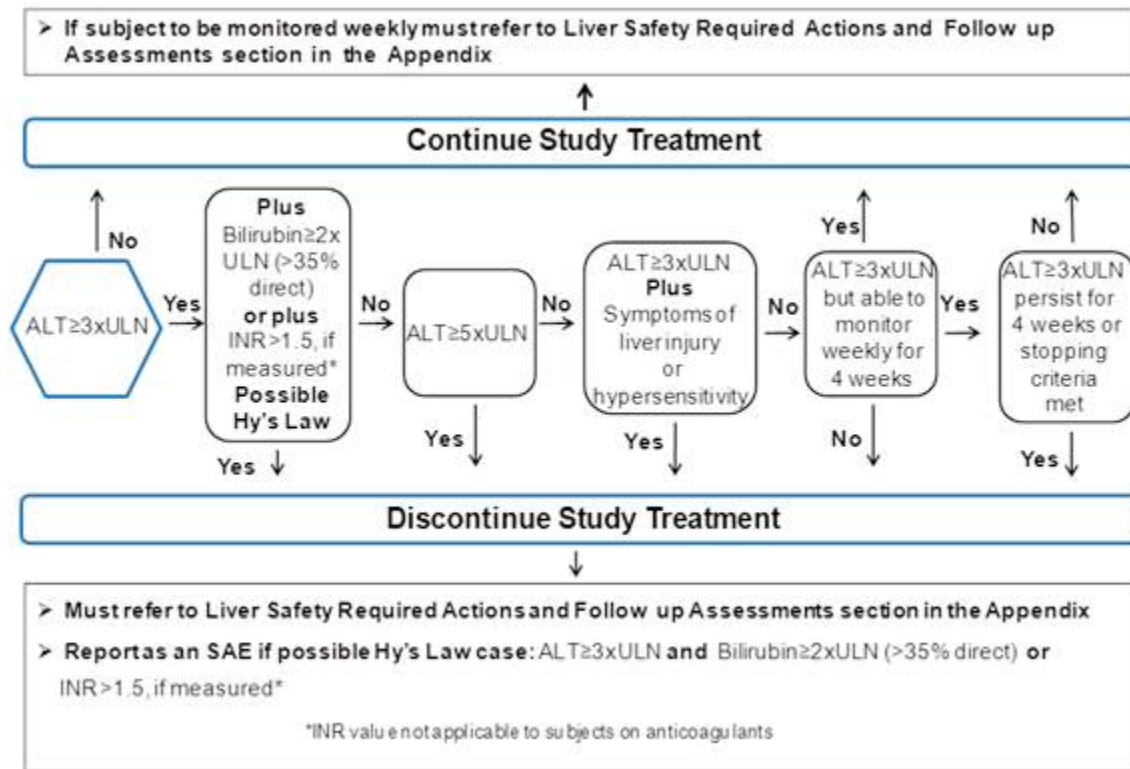 ➢ If subject to be monitored weekly must refer to Liver Safety Required Actions and Follow up
Assessments section in the Appendix
Continue Study Treatment
No
ALT≥3xULN
Yes
Plus
Bilirubin≥2x
ULN (>35%
direct)
or plus
INR>1.5, if
measured*
Possible
Hy's Law
Yes
No
ALT≥5xULN
Yes
No
ALT≥3xULN
Plus
Symptoms of
liver injury
or
hypersensitivity
Yes
No
Yes
ALT≥3xULN
but able to
monitor
weekly for
4 weeks
No
Yes
No
ALT≥3xULN
persist for
4 weeks or
stopping
criteria
met
Yes
Discontinue Study Treatment
➢ Must refer to Liver Safety Required Actions and Follow up Assessments section in the Appendix
➢ Report as an SAE if possible Hy's Law case: ALT≥3xULN and Bilirubin≥2xULN (>35% direct) or
INR>1.5, if measured*
*INR value not applicable to subjects on anticoagulants